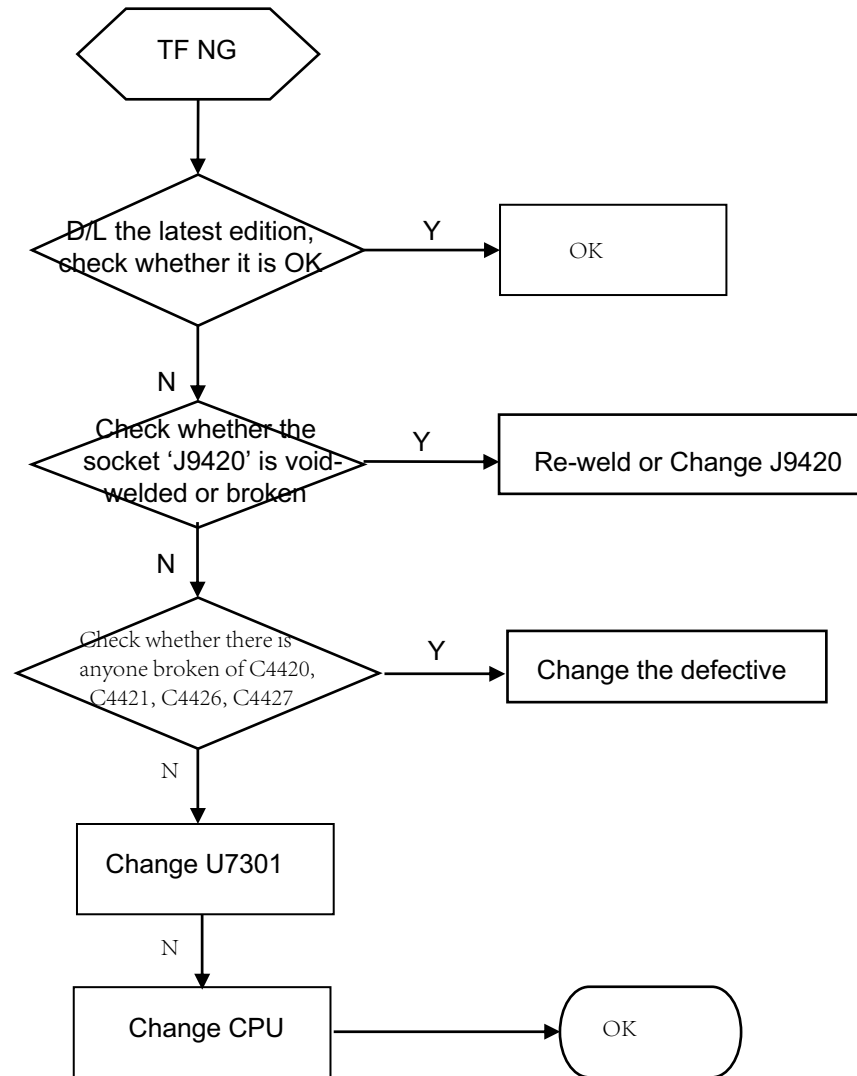 TF NG
D/L the latest edition,
check whether it is OK
Y
OK
N
Check whether the
socket ‘J9420’ is void-
welded or broken
Y
Re-weld or Change J9420
N
Check whether there is
anyone broken of C4420,
C4421, C4426, C4427
Y
Change the defective
N
Change U7301
N
Change CPU
OK